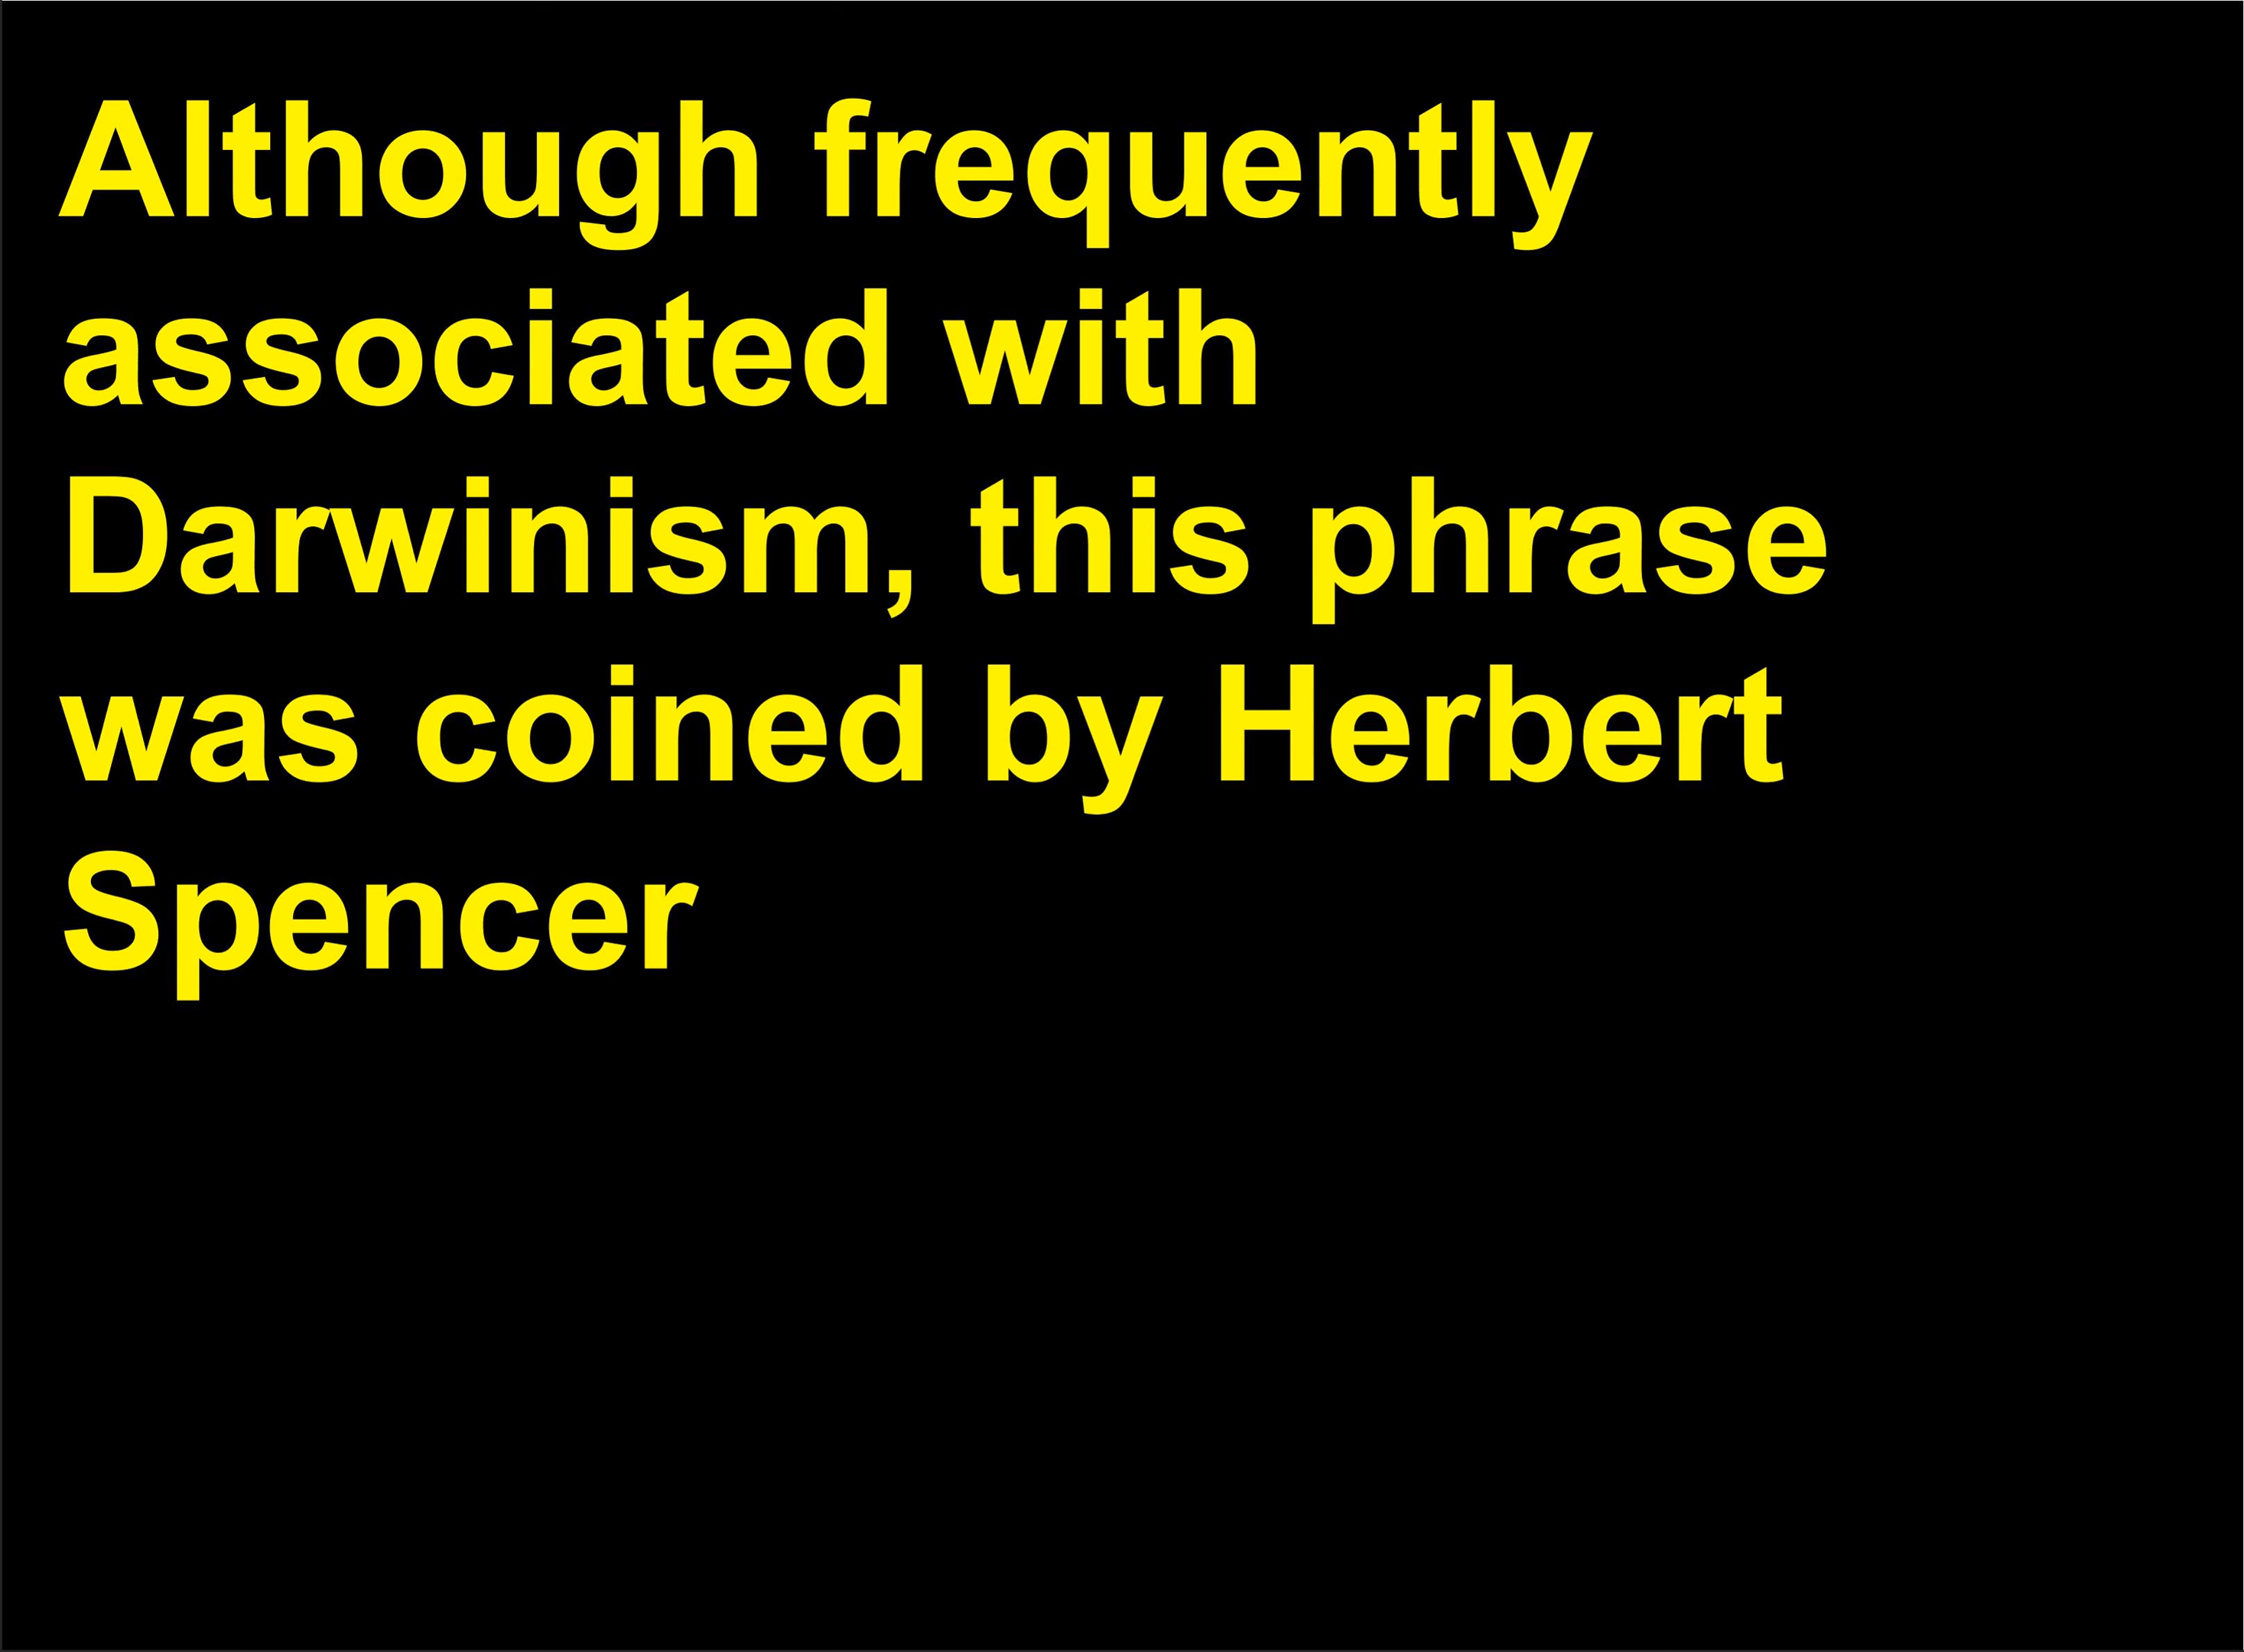 Although frequently
associated with
Darwinism, this phrase
was coined by Herbert
Spencer